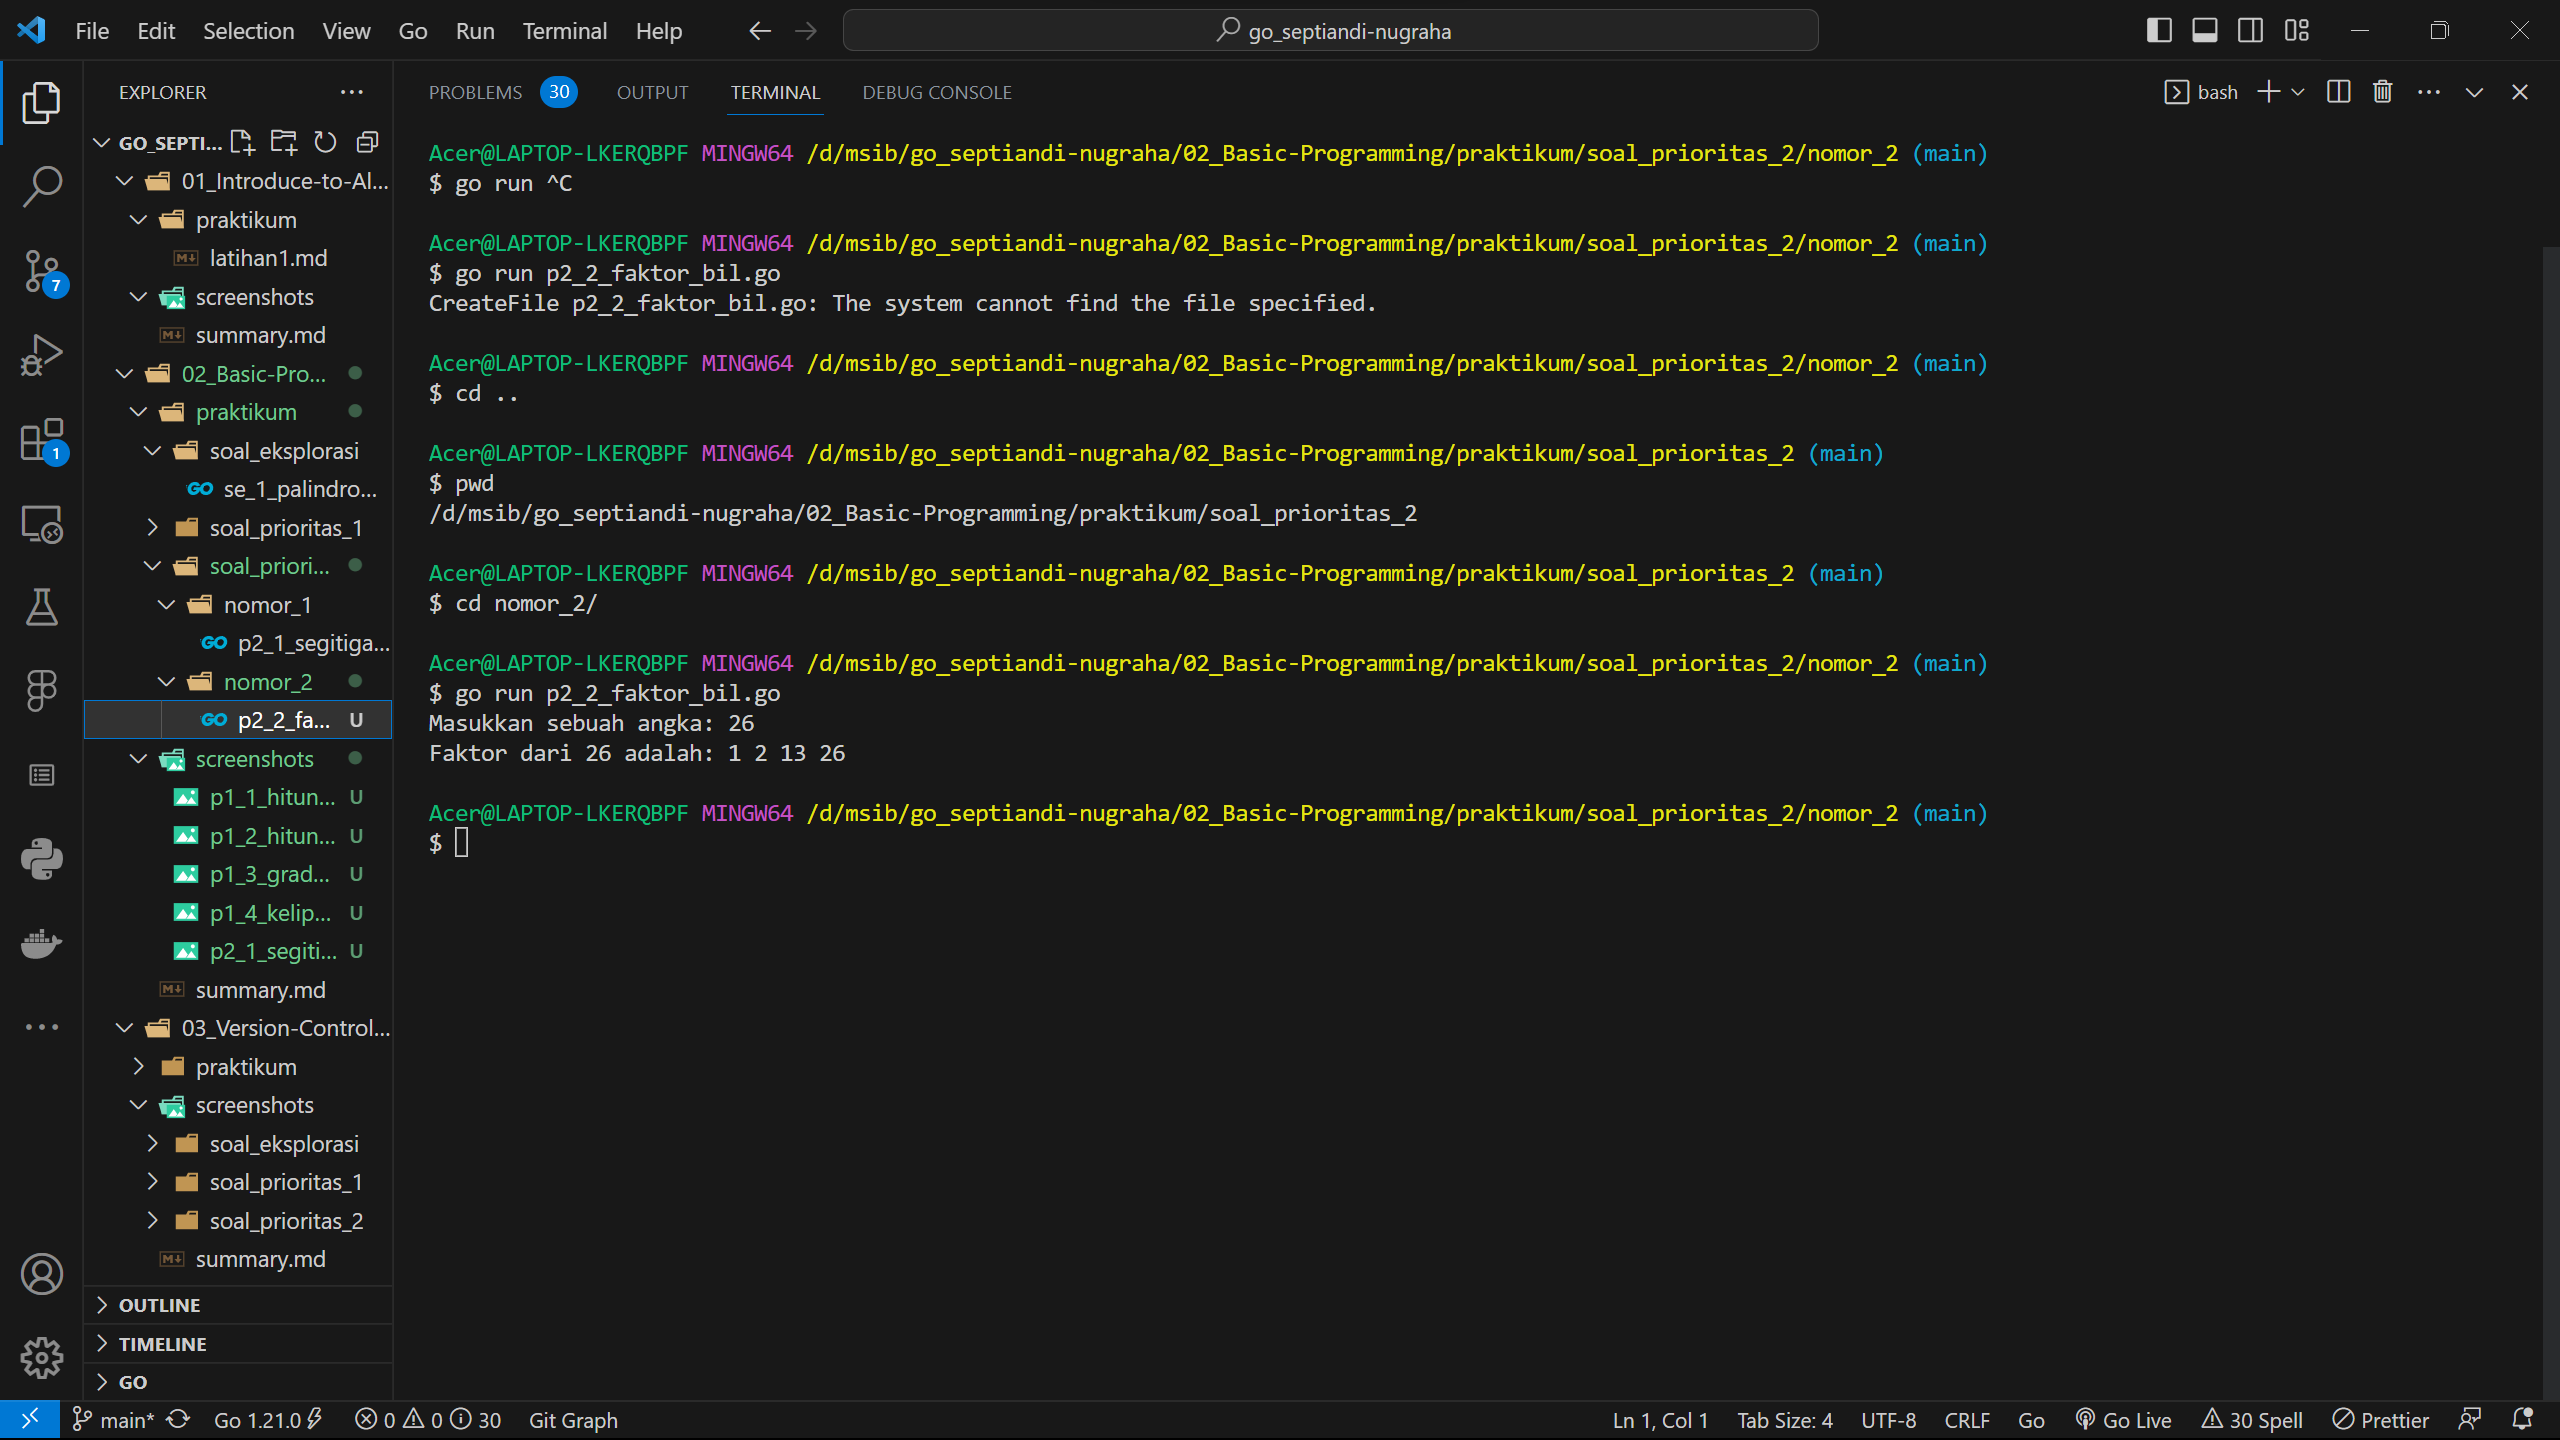 File Edit Selection View Go Run Terminal Help
go_septiandi-nugraha
EXPLORER
GO_SEPTI...
01_Introduce-to-Al...
praktikum
latihan1.md
screenshots
summary.md
02_Basic-Pro...
praktikum
soal_eksplorasi
GO se_1_palindro...
soal_prioritas_1
soal_priori...
nomor_1
GO p2_1_segitiga...
nomor_2
GO p2_2_fa... U
screenshots
p1_1_hitun... U
p1_2_hitun... U
p1_3_grad... U
p1_4_kelip... U
p2_1_segiti... U
summary.md
03_Version-Control...
praktikum
screenshots
soal_eksplorasi
soal_prioritas_1
soal_prioritas_2
summary.md
OUTLINE
TIMELINE
GO
7
1
PROBLEMS 30 OUTPUT TERMINAL DEBUG CONSOLE
bash
Acer@LAPTOP-LKERQBPF MINGW64 /d/msib/go_septiandi-nugraha/02_Basic-Programming/praktikum/soal_prioritas_2/nomor_2 (main)
$ go run ^C
Acer@LAPTOP-LKERQBPF MINGW64 /d/msib/go_septiandi-nugraha/02_Basic-Programming/praktikum/soal_prioritas_2/nomor_2 (main)
$ go run p2_2_faktor_bil.go
CreateFile p2_2_faktor_bil.go: The system cannot find the file specified.
Acer@LAPTOP-LKERQBPF MINGW64 /d/msib/go_septiandi-nugraha/02_Basic-Programming/praktikum/soal_prioritas_2/nomor_2 (main)
$ cd ..
Acer@LAPTOP-LKERQBPF MINGW64 /d/msib/go_septiandi-nugraha/02_Basic-Programming/praktikum/soal_prioritas_2 (main)
$ pwd
/d/msib/go_septiandi-nugraha/02_Basic-Programming/praktikum/soal_prioritas_2
Acer@LAPTOP-LKERQBPF MINGW64 /d/msib/go_septiandi-nugraha/02_Basic-Programming/praktikum/soal_prioritas_2 (main)
$ cd nomor_2/
Acer@LAPTOP-LKERQBPF MINGW64 /d/msib/go_septiandi-nugraha/02_Basic-Programming/praktikum/soal_prioritas_2/nomor_2 (main)
$ go run p2_2_faktor_bil.go
Masukkan sebuah angka: 26
Faktor dari 26 adalah: 1 2 13 26
Acer@LAPTOP-LKERQBPF MINGW64 /d/msib/go_septiandi-nugraha/02_Basic-Programming/praktikum/soal_prioritas_2/nomor_2 (main)
$
main* Go 1.21.0 0 0 30 Git Graph Ln 1, Col 1 Tab Size: 4 UTF-8 CRLF Go Go Live 30 Spell Prettier